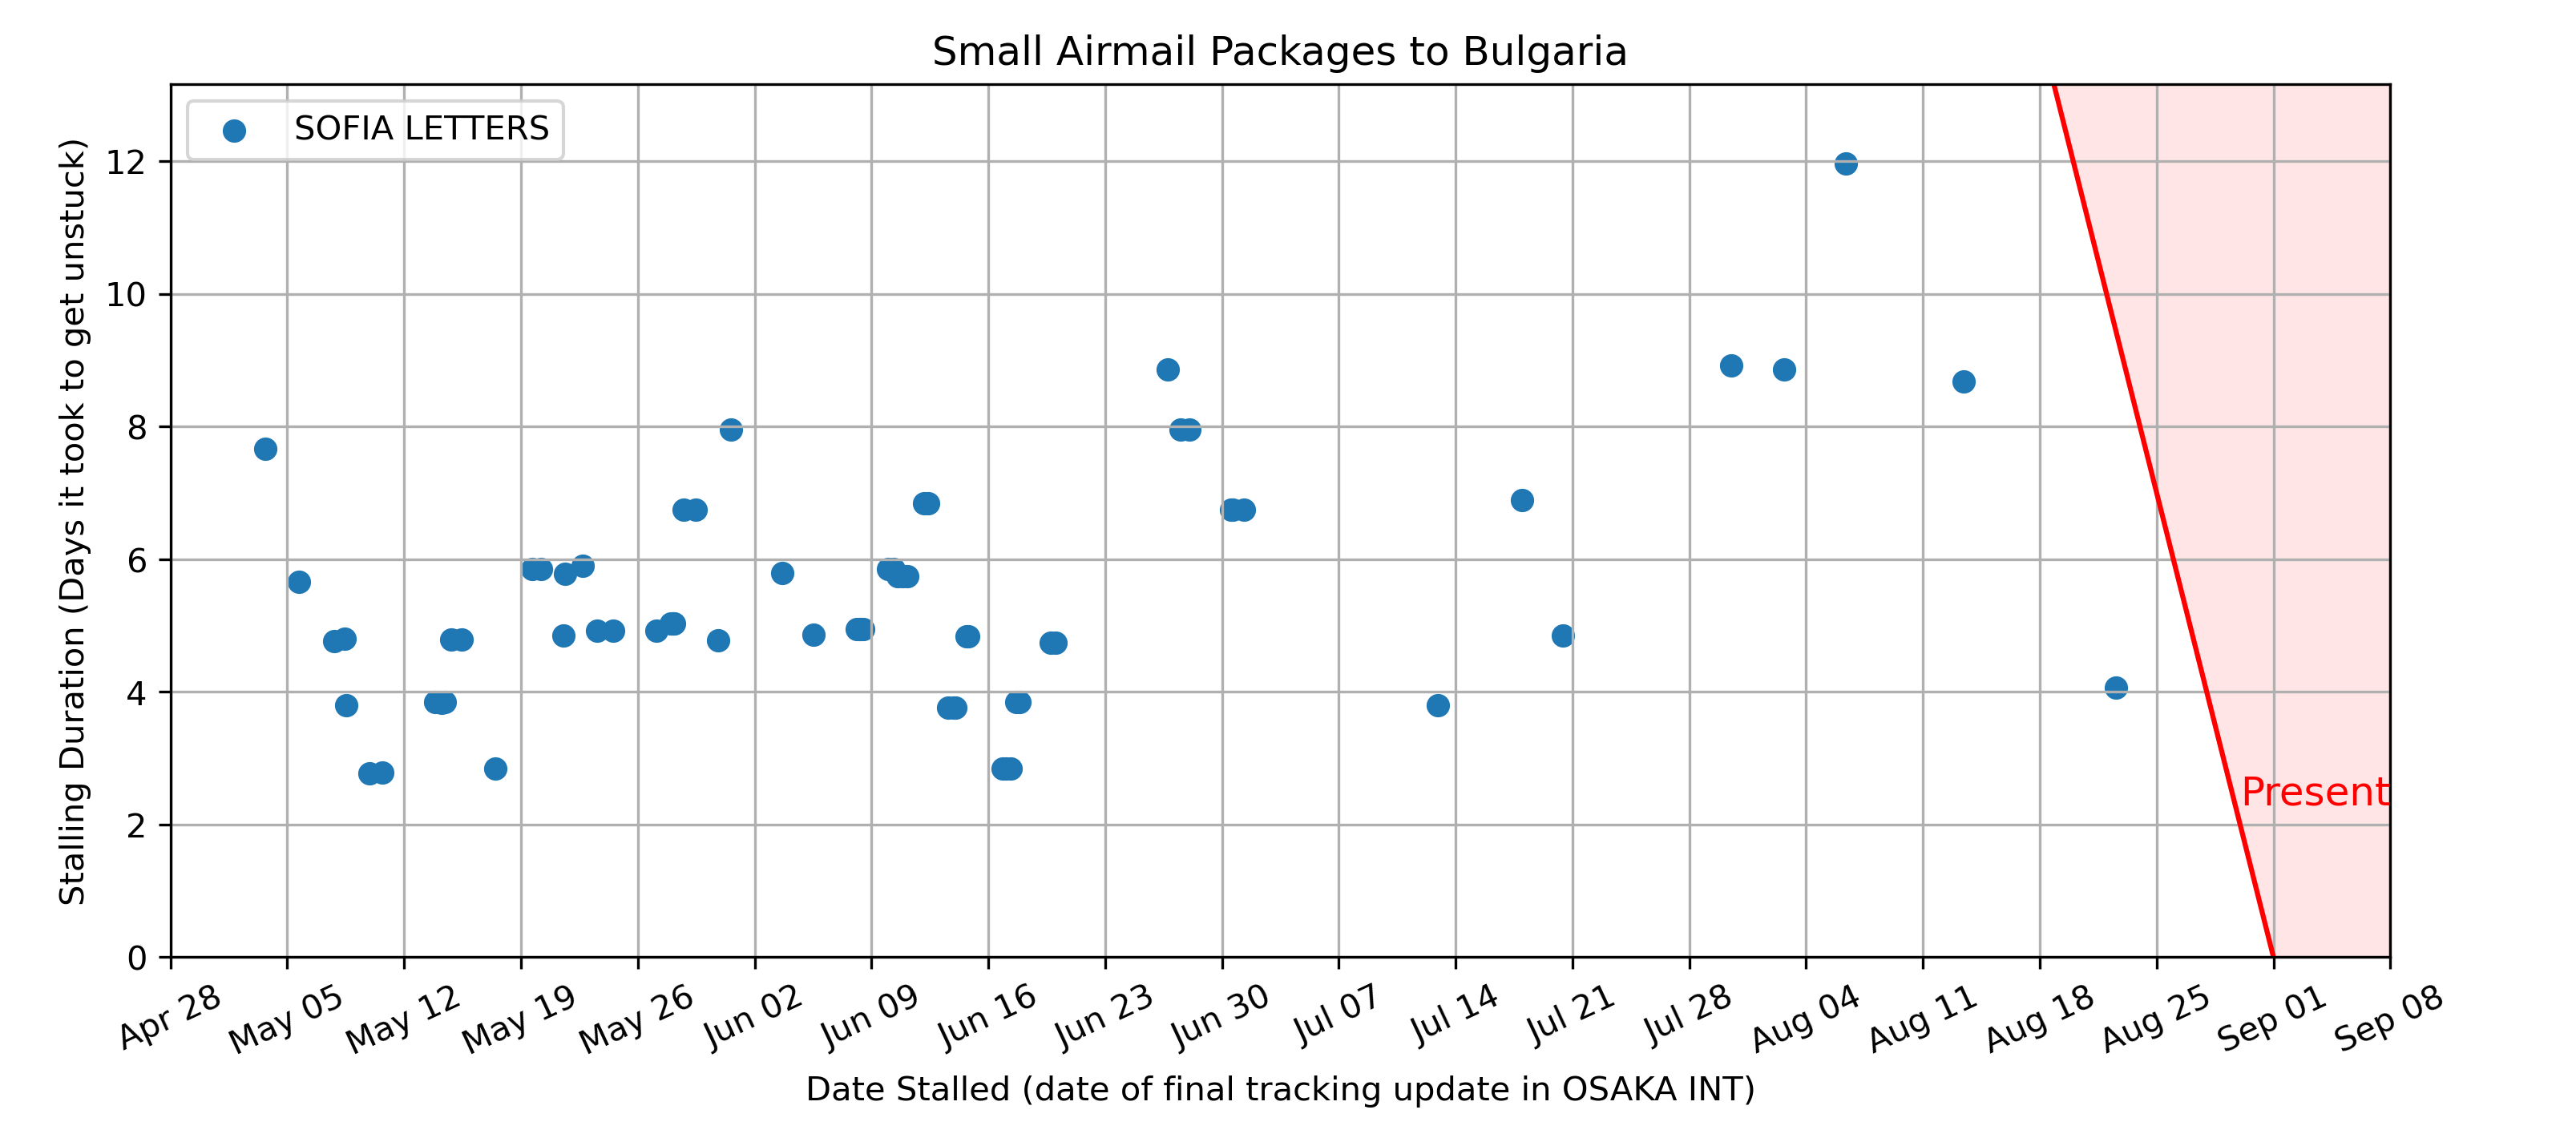 Small Airmail Packages to Bulgaria
SOFIA LETTERS
Stalling Duration (Days it took to get unstuck)
12
10
8
6
4
2
0
Present
Apr 28
May 05
May 12
May 19
May 26
Jun 02
Jun 09
Jun 16
Jun 23
Jun 30
Jul 07
Jul 14
Jul 21
Jul 28
Aug 04
Aug 11
Aug 18
Aug 25
Sep 01
Sep 08
Date Stalled (date of final tracking update in OSAKA INT)